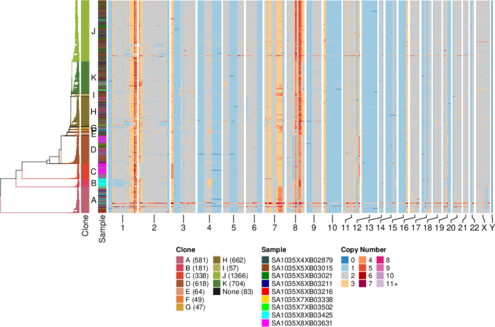 J
K
I
H
G
E
D
C
B
A
Clone
Sample
1 2 3 4 5 6 7 8 9 10 11 12 13 14 15 16 17 18 19 20 21 22 X Y
Clone
A (581)
B (181)
C (338)
D (618)
E (64)
F (49)
G (47)
H (662)
I (57)
J (1366)
K (704)
None (83)
Sample
SA1035X4XB02879
SA1035X5XB03015
SA1035X5XB03021
SA1035X6XB03211
SA1035X6XB03216
SA1035X7XB03338
SA1035X7XB03502
SA1035X8XB03425
SA1035X8XB03631
Copy Number
0
1
2
3
4
5
6
7
8
9
10
11+